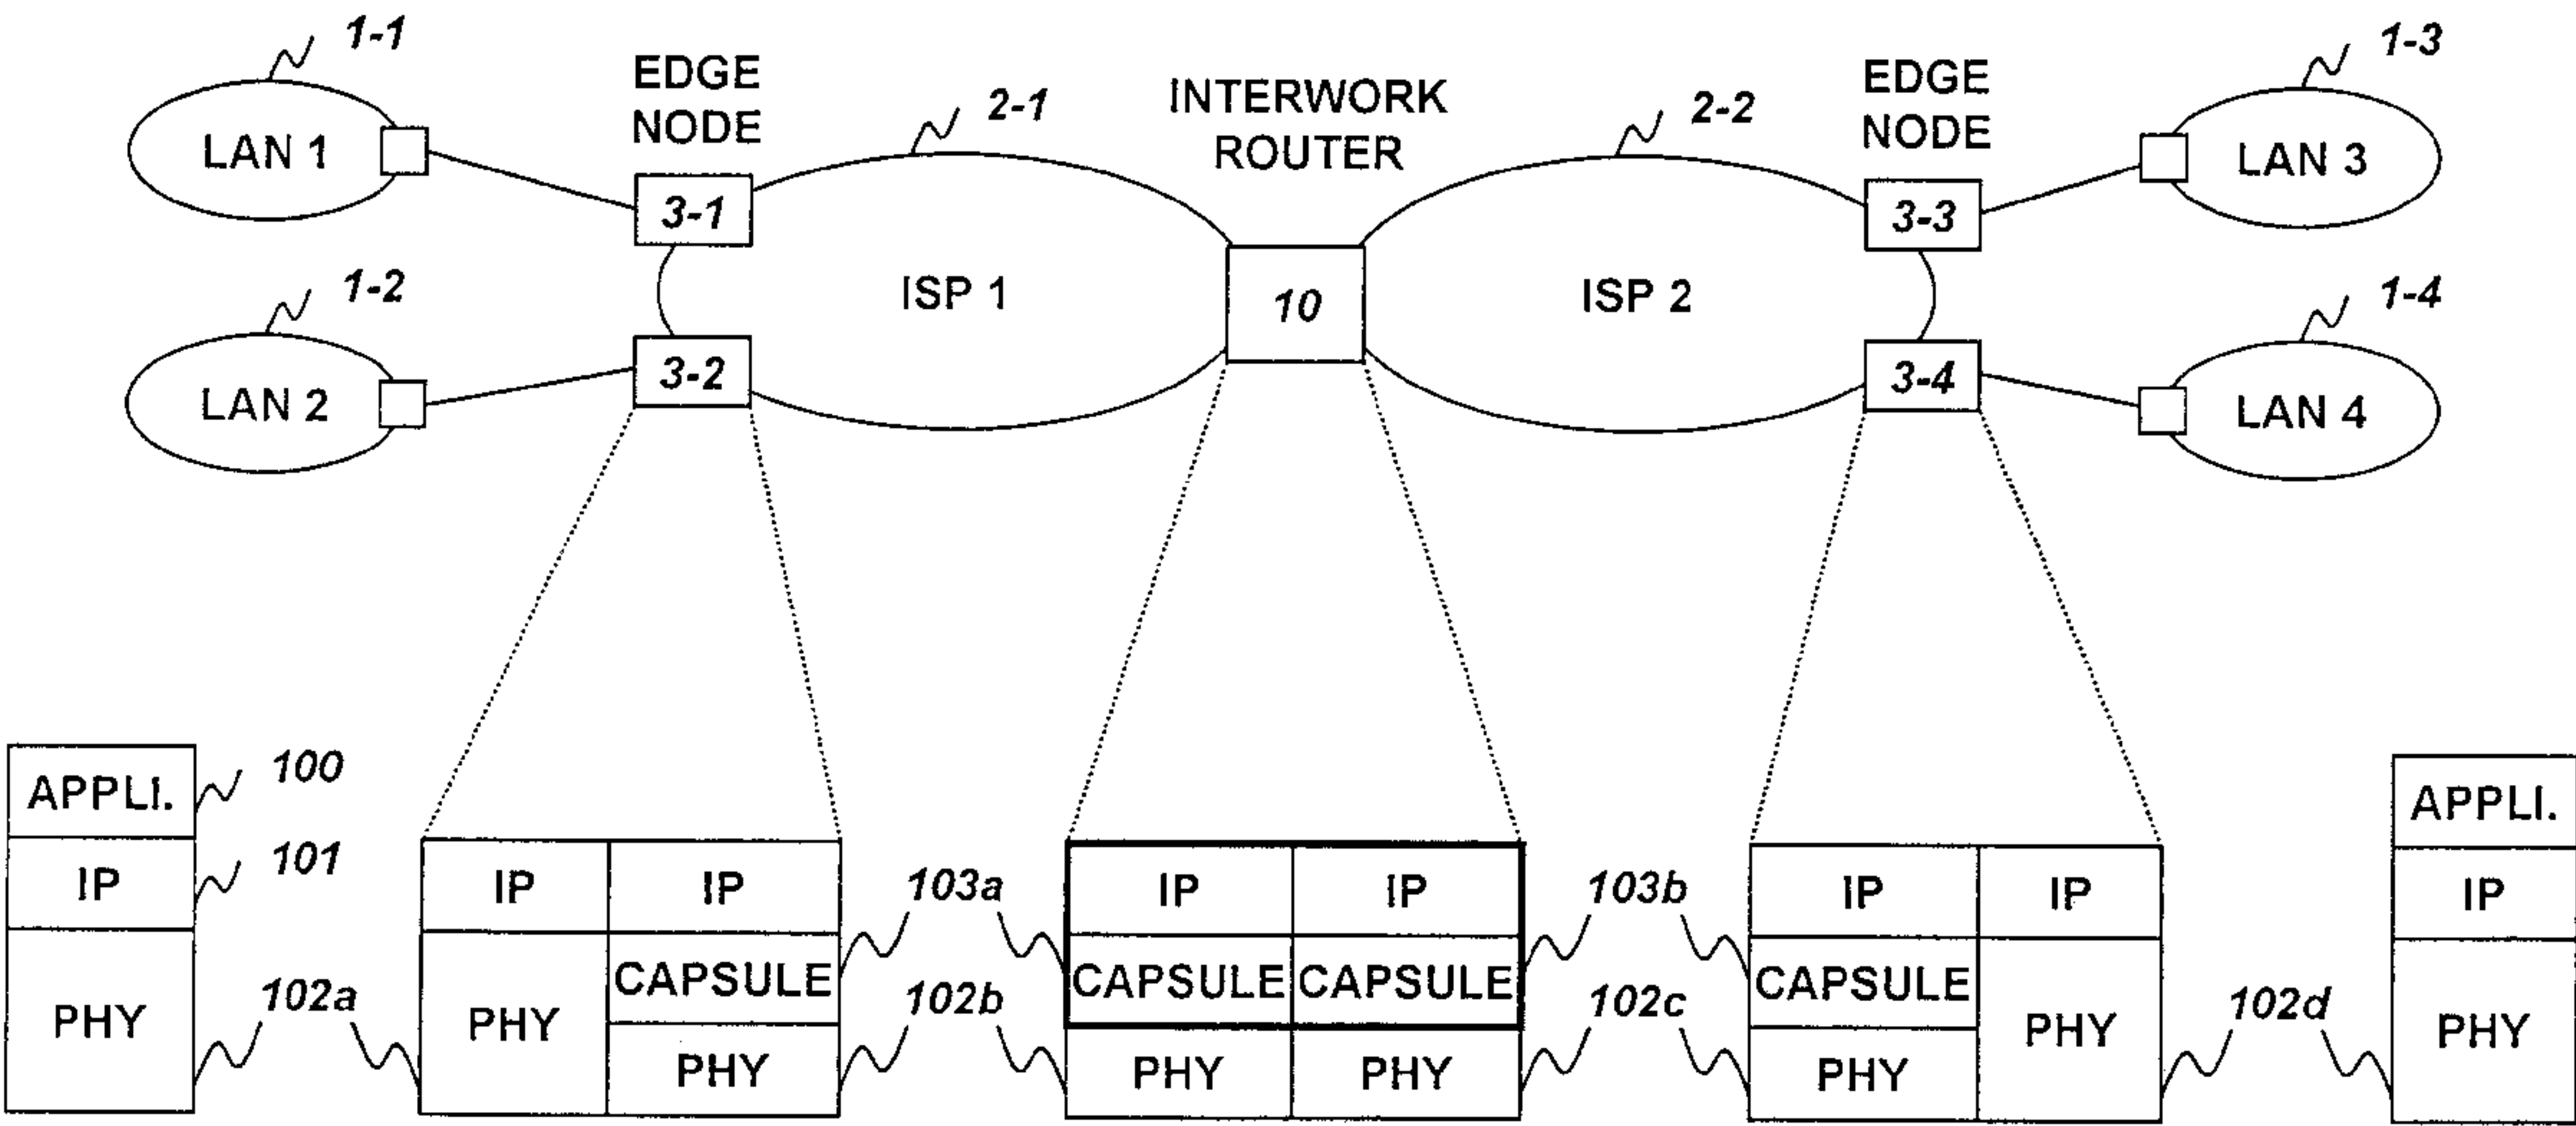 1-1
EDGE
NODE
2-1
INTERWORK
ROUTER
2-2
EDGE
NODE
1-3
LAN 1
3-1
3-3
LAN 3
1-2
ISP 1
10
ISP 2
1-4
LAN 2
3-2
3-4
LAN 4
APPLI.
100
IP
101
PHY
102a
IP
IP
PHY
CAPSULE
PHY
103a
102b
IP
IP
CAPSULE
CAPSULE
PHY
PHY
103b
102c
IP
IP
CAPSULE
PHY
PHY
102d
APPLI.
IP
PHY